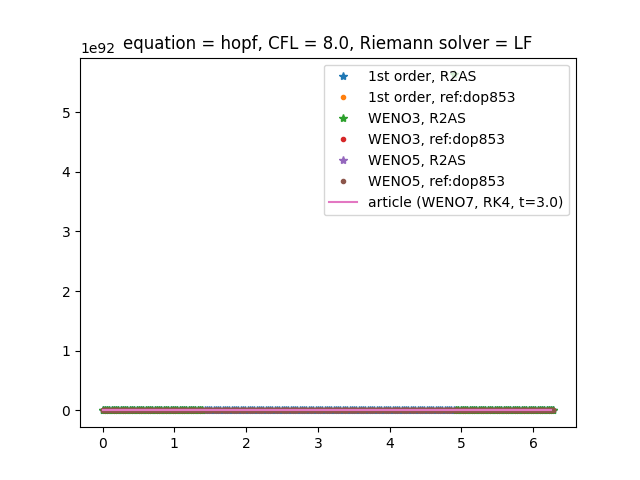 equation = hopf, CFL = 8.0, Riemann solver = LF
1e92
1st order, R2AS
1st order, ref:dop853
WENO3, R2AS
WENO3, ref:dop853
WENO5, R2AS
WENO5, ref:dop853
article (WENO7, RK4, t=3.0)
5
4
3
2
1
0
0 1 2 3 4 5 6